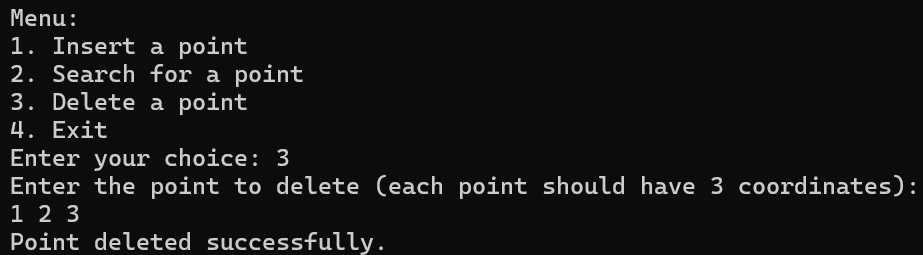 Menu:
1. Insert a point
2. Search for a point
3. Delete a point
4. Exit
Enter your choice: 3
Enter the point to delete (each point should have 3 coordinates):
1 2 3
Point deleted successfully.